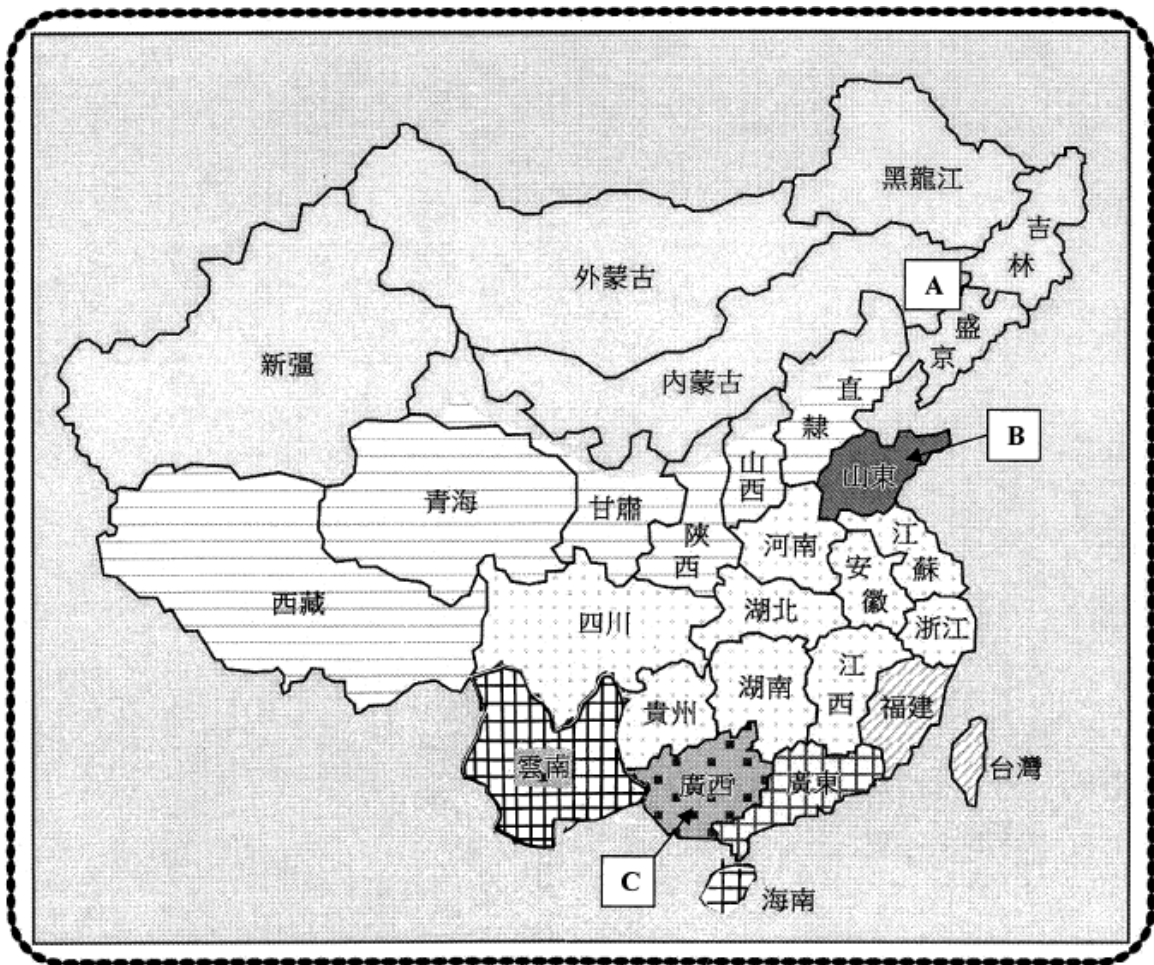 黑龍江
吉林
外蒙古
A
盛京
新疆
內蒙古
直隸
B
山東
山西
青海
甘肅
陝西
河南
江蘇
安徽
西藏
四川
湖北
浙江
江西
湖南
福建
貴州
雲南
廣西
廣東
台灣
C
海南